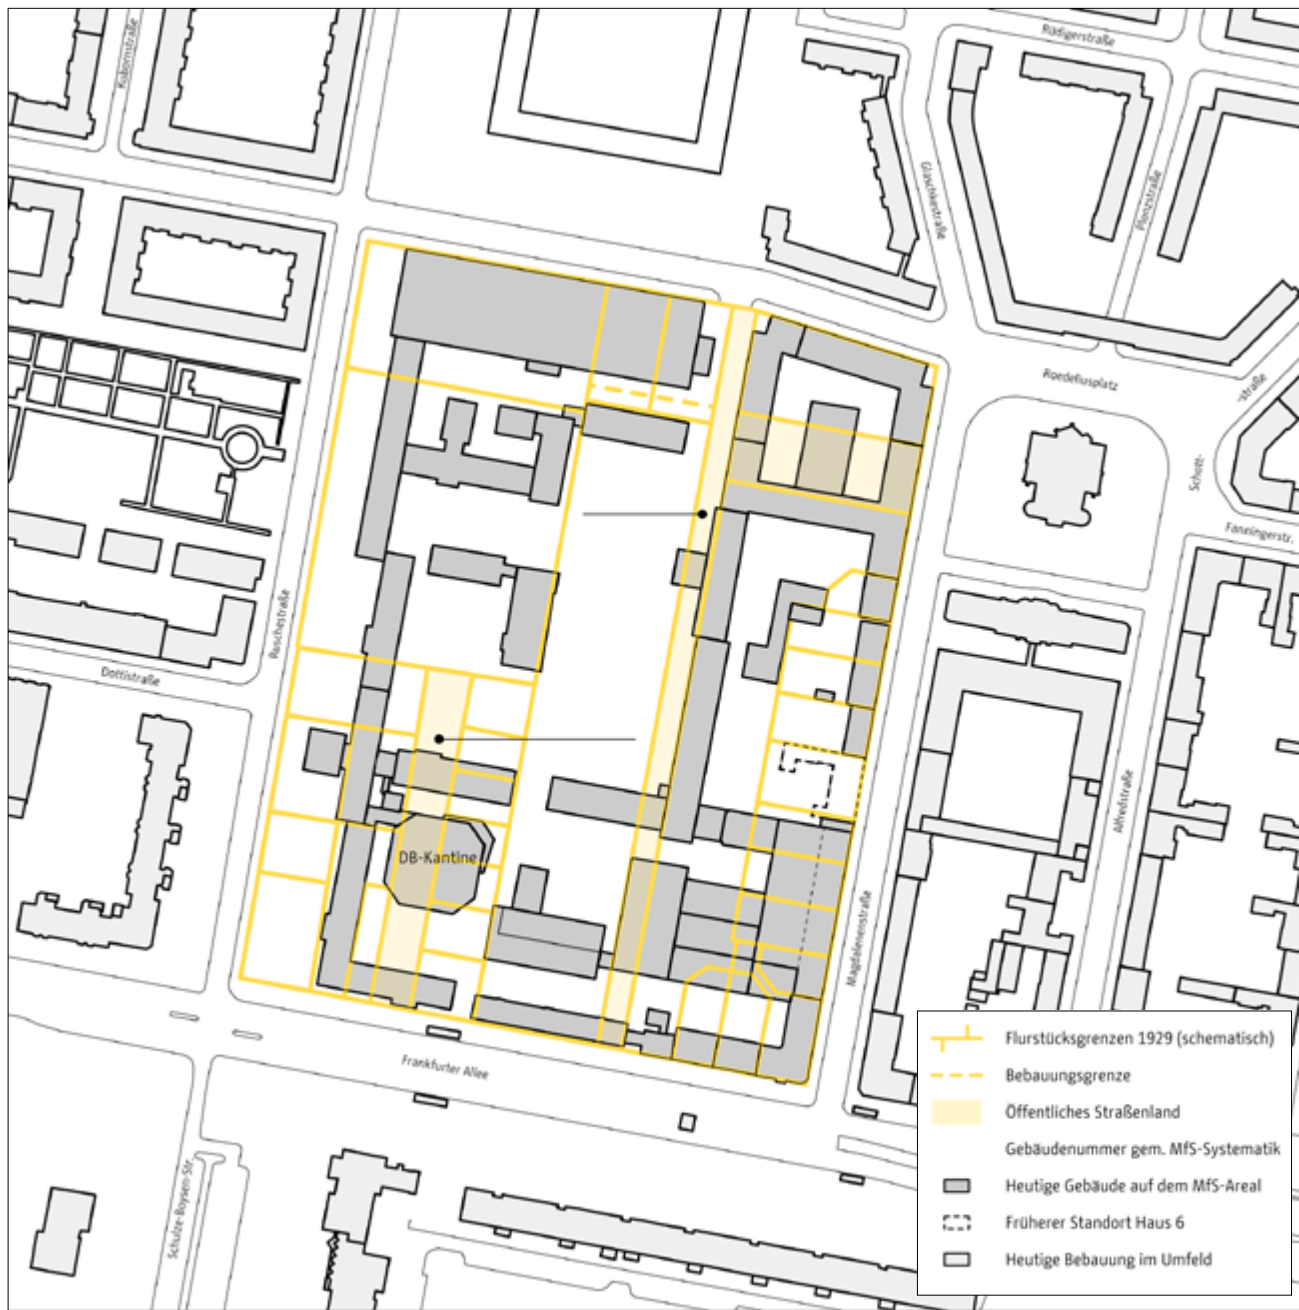 Kubornstraße
Rüdigerstraße
Glaschkestraße
Plonzstraße
Roedeliusplatz
Schott-
straße
Fanningerstr.
Ruschestraße
Dottistraße
DB-Kantine
Alfredstraße
Magdalenenstraße
Frankfurter Allee
Schulze-Boysen-Str.
Flurstücksgrenzen 1929 (schematisch)
Bebauungsgrenze
Öffentliches Straßenland
Gebäudenummer gem. MfS-Systematik
Heutige Gebäude auf dem MfS-Areal
Früherer Standort Haus 6
Heutige Bebauung im Umfeld